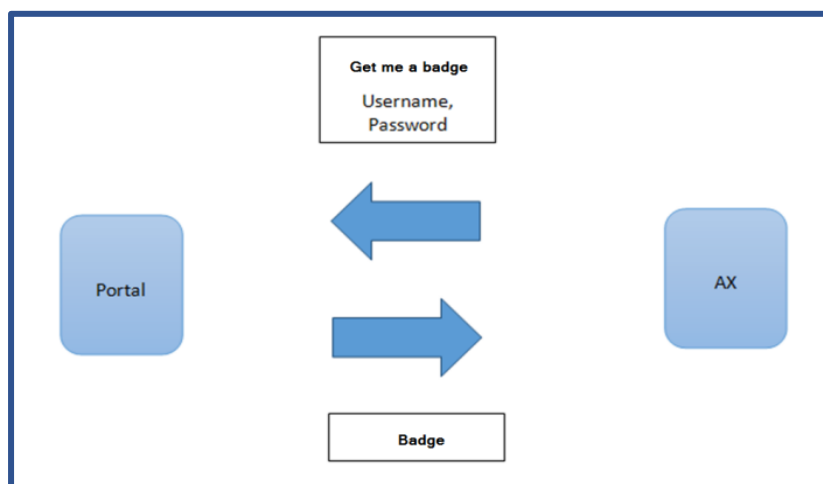 Get me a badge
Username,
Password
Portal
AX
Badge